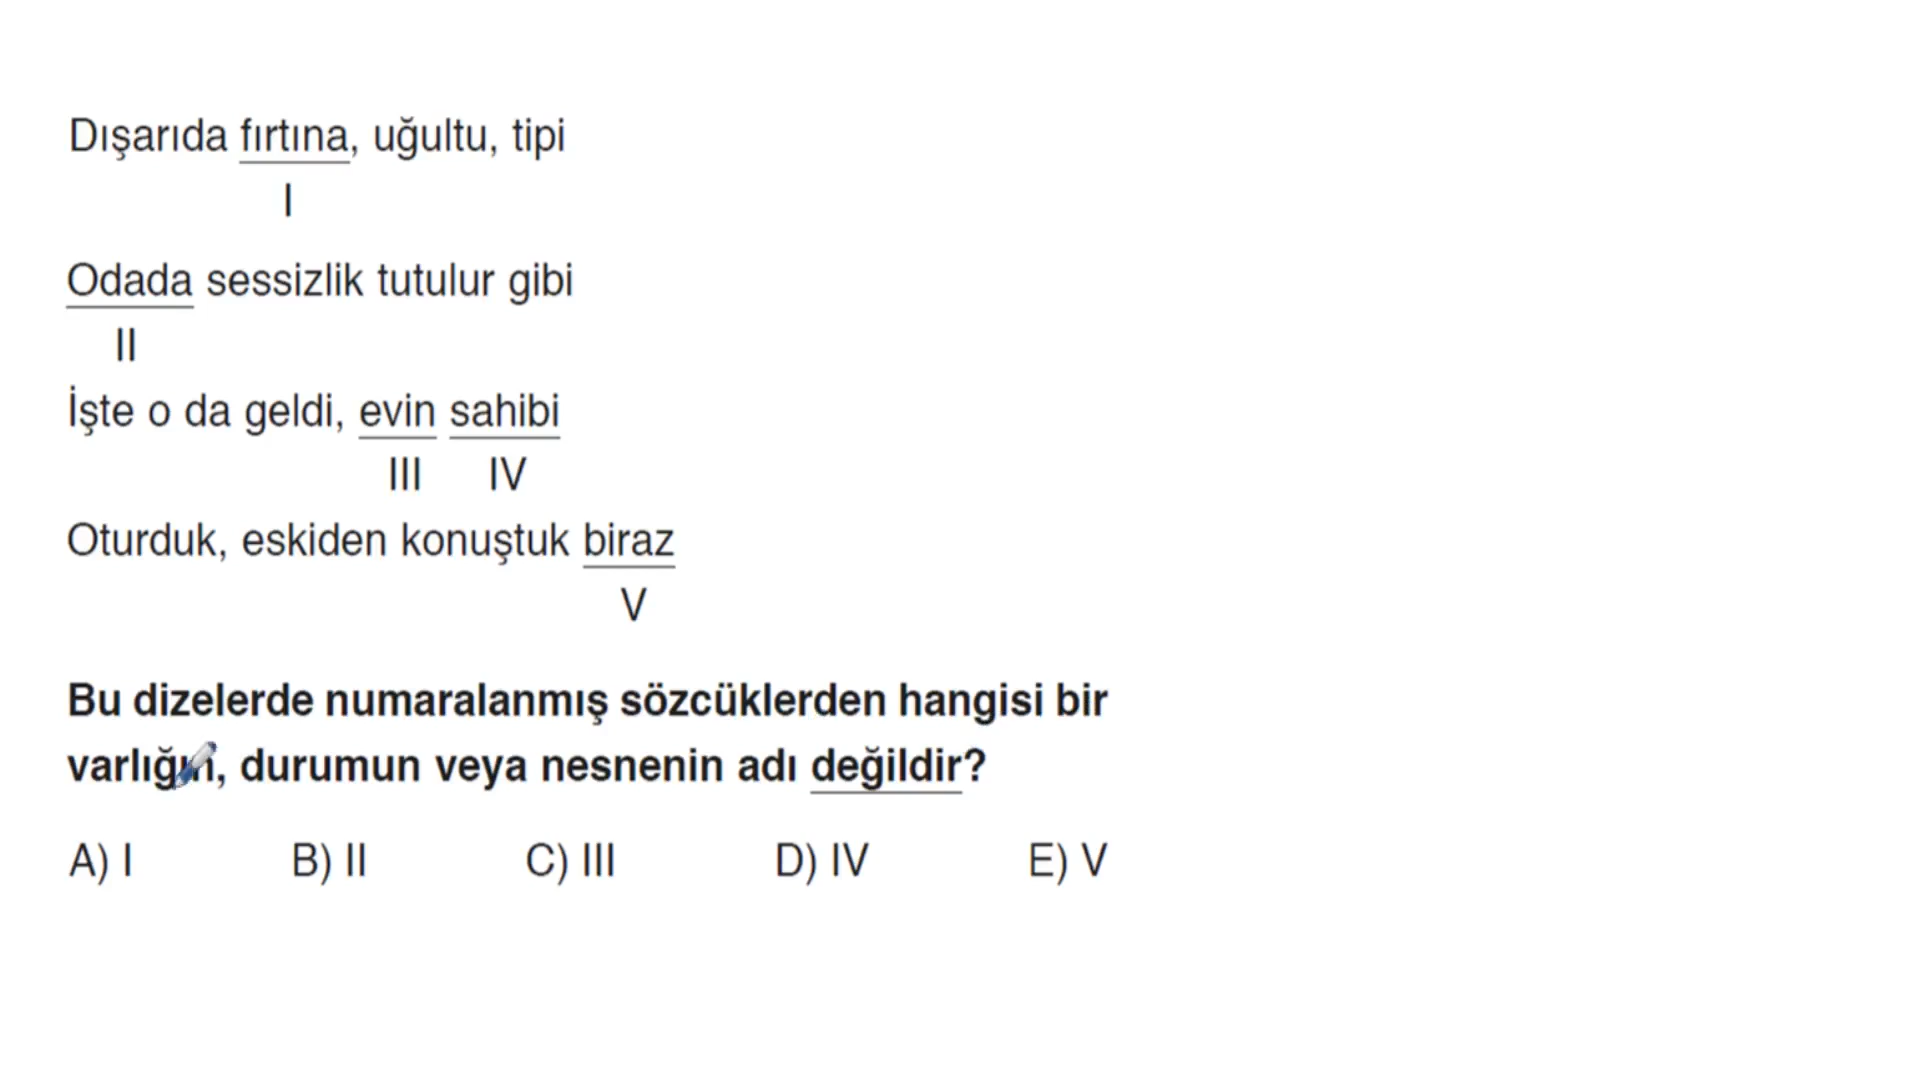 Dışarıda fırtına, uğultu, tipi
I
Odada sessizlik tutulur gibi
II
İşte o da geldi, evin sahibi
III IV
Oturduk, eskiden konuştuk biraz
V
Bu dizelerde numaralanmış sözcüklerden hangisi bir
varlığın, durumun veya nesnenin adı değildir?
A) I B) II C) III D) IV E) V